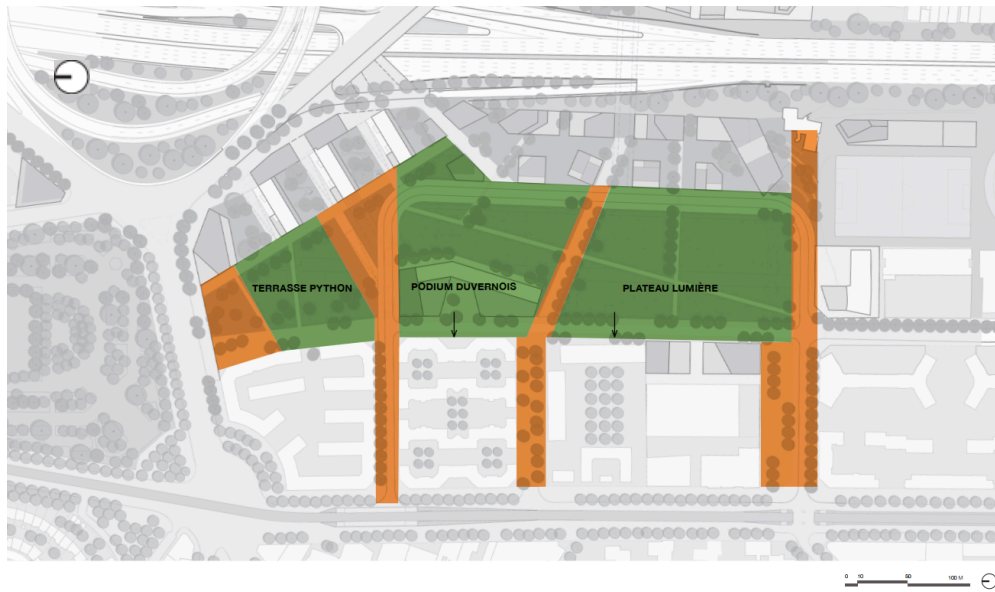 TERRASSE PYTHON
PODIUM DUVERNOIS
PLATEAU LUMIÈRE
0 10 50 100 M